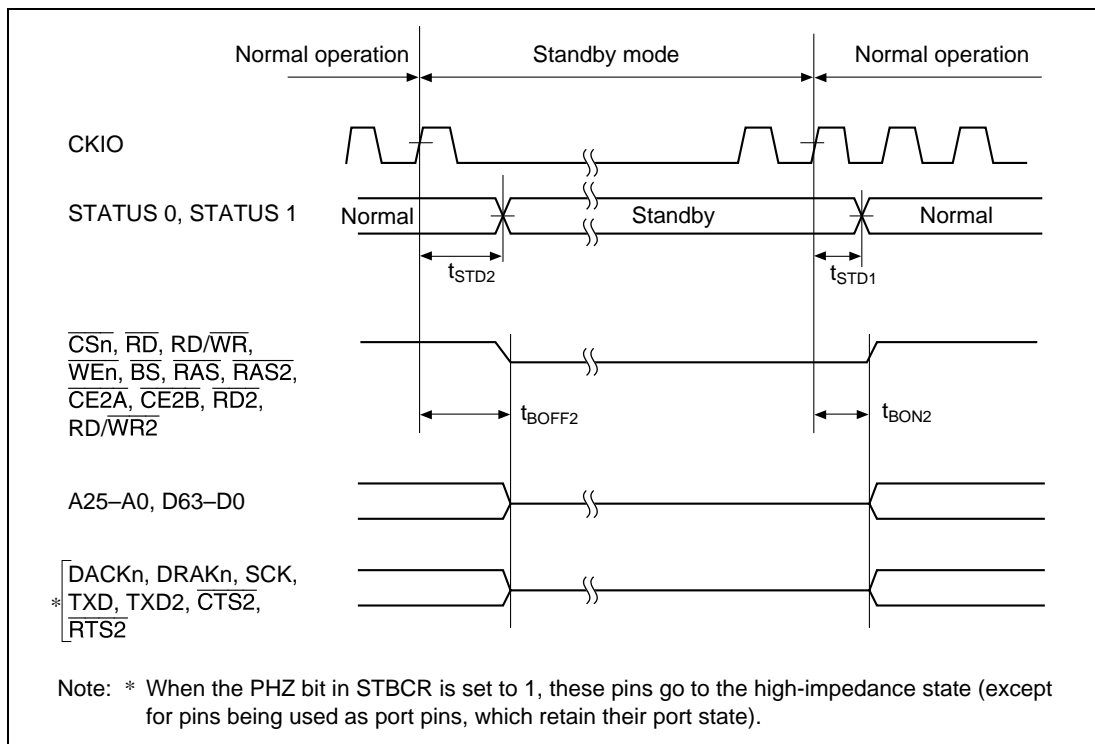 Normal operation
Standby mode
Normal operation
CKIO
STATUS 0, STATUS 1
Normal
Standby
Normal
tSTD2
tSTD1
CSn, RD, RD/WR,
WEn, BS, RAS, RAS2,
CE2A, CE2B, RD2,
RD/WR2
tBOFF2
tBON2
A25–A0, D63–D0
DACKn, DRAKn, SCK,
* TXD, TXD2, CTS2,
RTS2
Note: * When the PHZ bit in STBCR is set to 1, these pins go to the high-impedance state (except
for pins being used as port pins, which retain their port state).